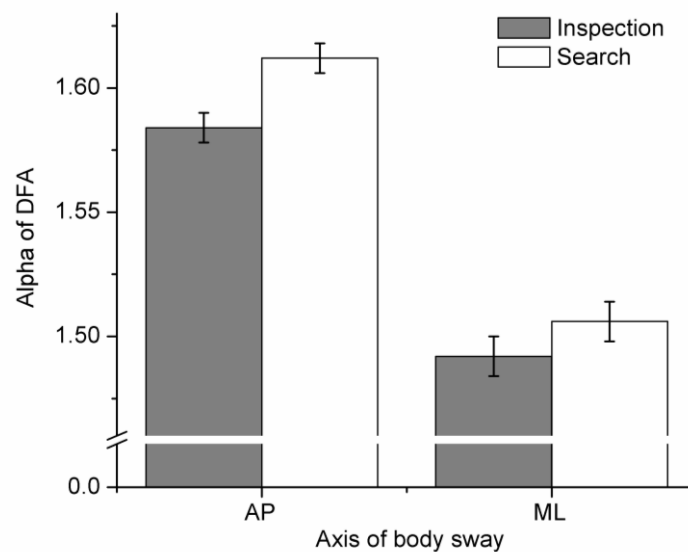 Inspection
Search
Alpha of DFA
1.60
1.55
1.50
0.0
AP
ML
Axis of body sway